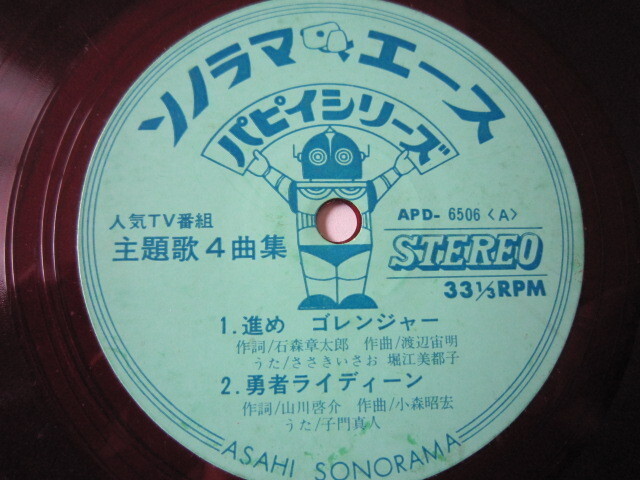 ソノラマエース
パピイシリーズ
人気TV番組
主題歌4曲集
APD- 6506〈A〉
STEREO
33⅓RPM
1.進め ゴレンジャー
作詞/石森章太郎 作曲/渡辺宙明
うた/ささきいさお 堀江美都子
2.勇者ライディーン
作詞/山川啓介 作曲/小森昭宏
うた/子門真人
ASAHI SONORAMA